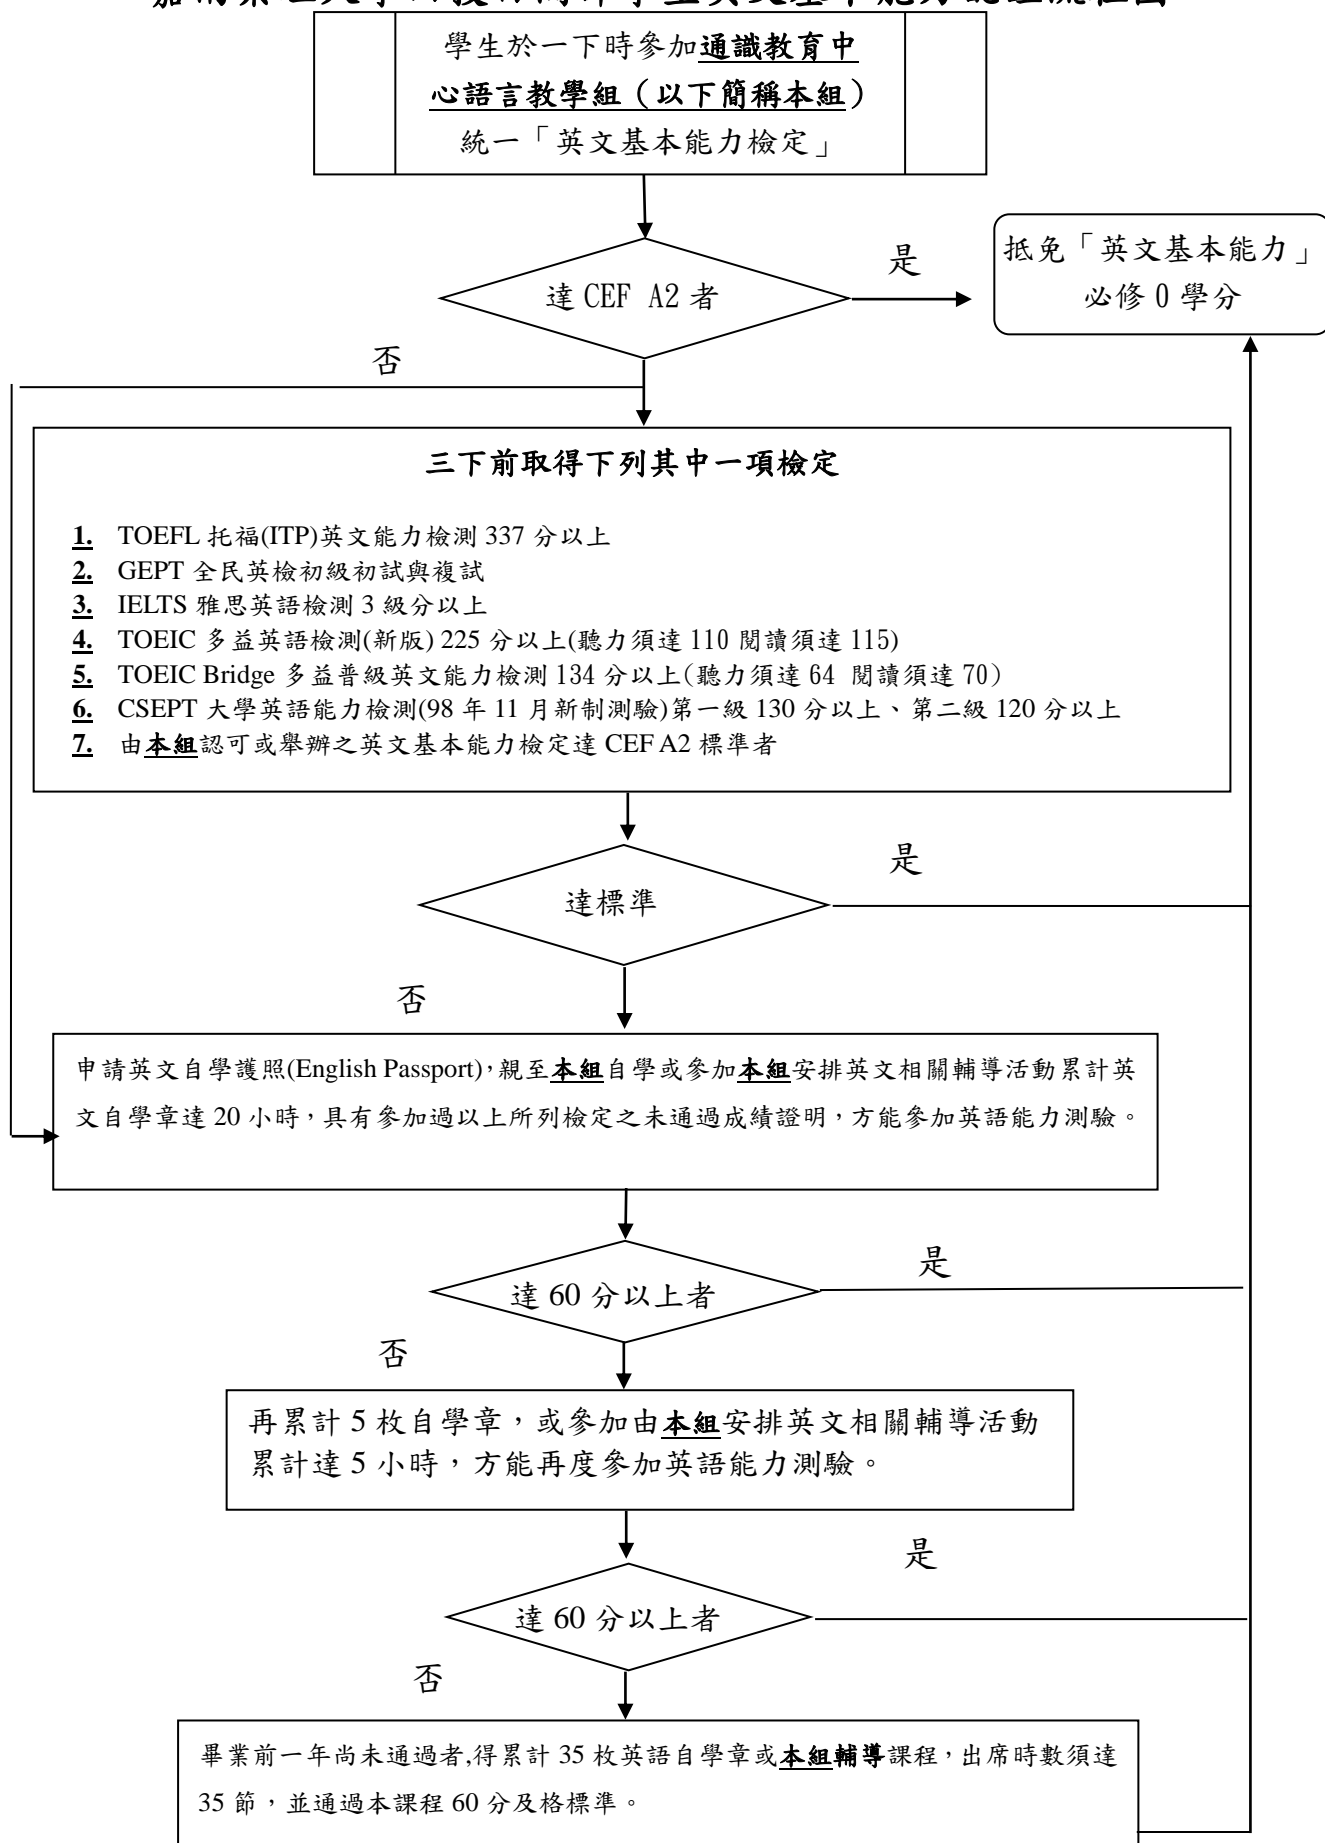 學生於一下時參加通識教育中
心語言教學組（以下簡稱本組）
統一「英文基本能力檢定」
達 CEF A2 者
是
抵免「英文基本能力」
必修 0 學分
否
三下前取得下列其中一項檢定
1. TOEFL 托福(ITP)英文能力檢測 337 分以上
2. GEPT 全民英檢初級初試與複試
3. IELTS 雅思英語檢測 3 級分以上
4. TOEIC 多益英語檢測(新版) 225 分以上(聽力須達 110 閱讀須達 115)
5. TOEIC Bridge 多益普級英文能力檢測 134 分以上(聽力須達 64 閱讀須達 70)
6. CSEPT 大學英語能力檢測(98 年 11 月新制測驗)第一級 130 分以上、第二級 120 分以上
7. 由本組認可或舉辦之英文基本能力檢定達 CEF A2 標準者
達標準
是
否
申請英文自學護照(English Passport)，親至本組自學或參加本組安排英文相關輔導活動累計英
文自學章達 20 小時，具有參加過以上所列檢定之未通過成績證明，方能參加英語能力測驗。
達 60 分以上者
是
否
再累計 5 枚自學章，或參加由本組安排英文相關輔導活動
累計達 5 小時，方能再度參加英語能力測驗。
達 60 分以上者
是
否
畢業前一年尚未通過者,得累計 35 枚英語自學章或本組輔導課程，出席時數須達
35 節，並通過本課程 60 分及格標準。